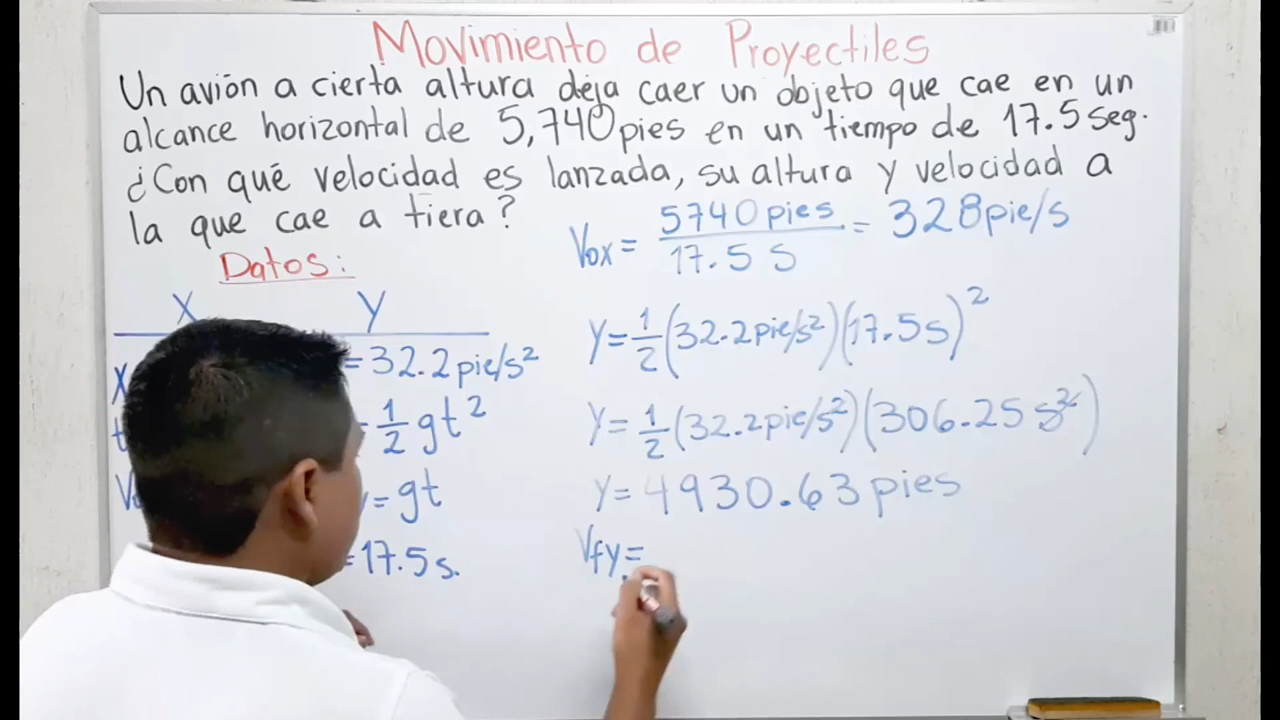 Movimiento de Proyectiles
Un avión a cierta altura deja caer un objeto que cae en un
alcance horizontal de 5,740 pies en un tiempo de 17.5 seg.
¿Con qué velocidad es lanzada, su altura y velocidad a
la que cae a tiera?
Vox = 5740 pies / 17.5 s = 328 pie/s
Datos:
X Y
= 32.2 pie/s²
= 1/2 gt²
= gt
= 17.5 s.
Y = 1/2 (32.2 pie/s²)(17.5 s)²
Y = 1/2 (32.2 pie/s²)(306.25 s²)
Y = 4930.63 pies
Vfy =